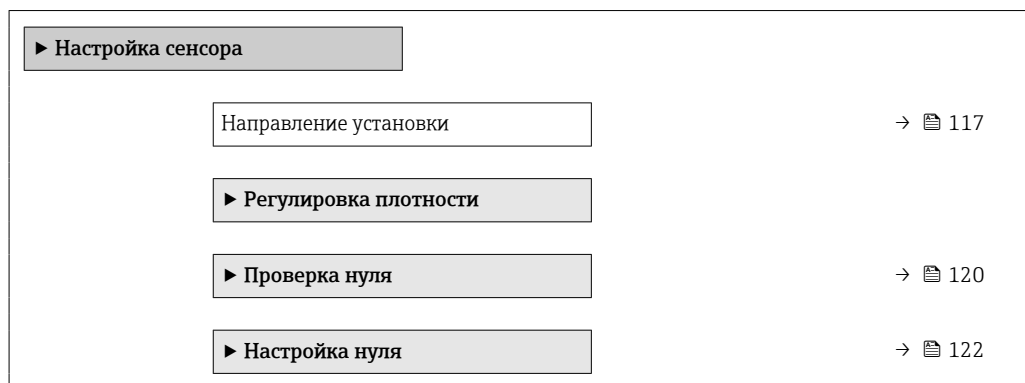 ▶ Настройка сенсора
Направление установки → 117
▶ Регулировка плотности
▶ Проверка нуля → 120
▶ Настройка нуля → 122